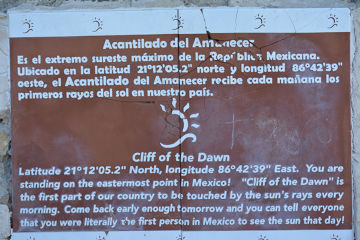 Acantilado del Amanecer
Es el extremo sureste máximo de la República Mexicana.
Ubicado en la latitud 21°12'05.2" norte y longitud 86°42'39"
oeste, el Acantilado del Amanecer recibe cada mañana los
primeros rayos del sol en nuestro país.
Cliff of the Dawn
Latitude 21°12'05.2" North, longitude 86°42'39" East. You are
standing on the easternmost point in Mexico! "Cliff of the Dawn" is
the first part of our country to be touched by the sun's rays every
morning. Come back early enough tomorrow and you can tell everyone
that you were literally the first person in Mexico to see the sun that day!